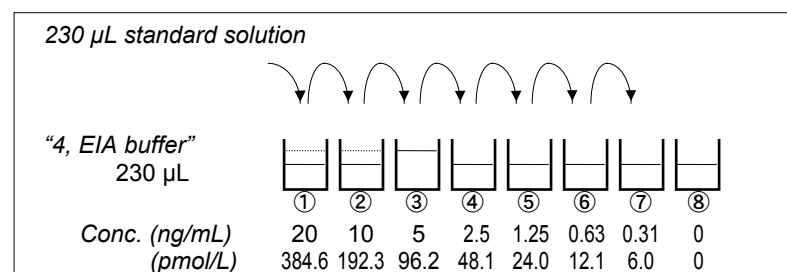 230 µL standard solution
“4, EIA buffer”
230 µL
① ② ③ ④ ⑤ ⑥ ⑦ ⑧
Conc. (ng/mL) 20 10 5 2.5 1.25 0.63 0.31 0
(pmol/L) 384.6 192.3 96.2 48.1 24.0 12.1 6.0 0